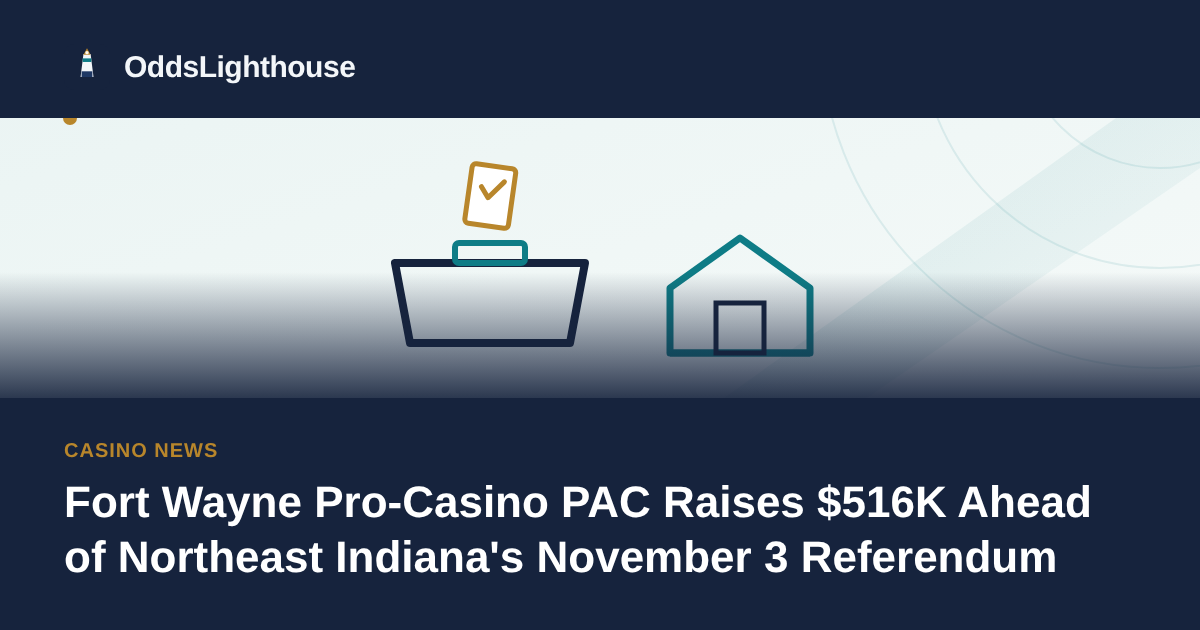 OddsLighthouse
CASINO NEWS
Fort Wayne Pro-Casino PAC Raises $516K Ahead
of Northeast Indiana's November 3 Referendum